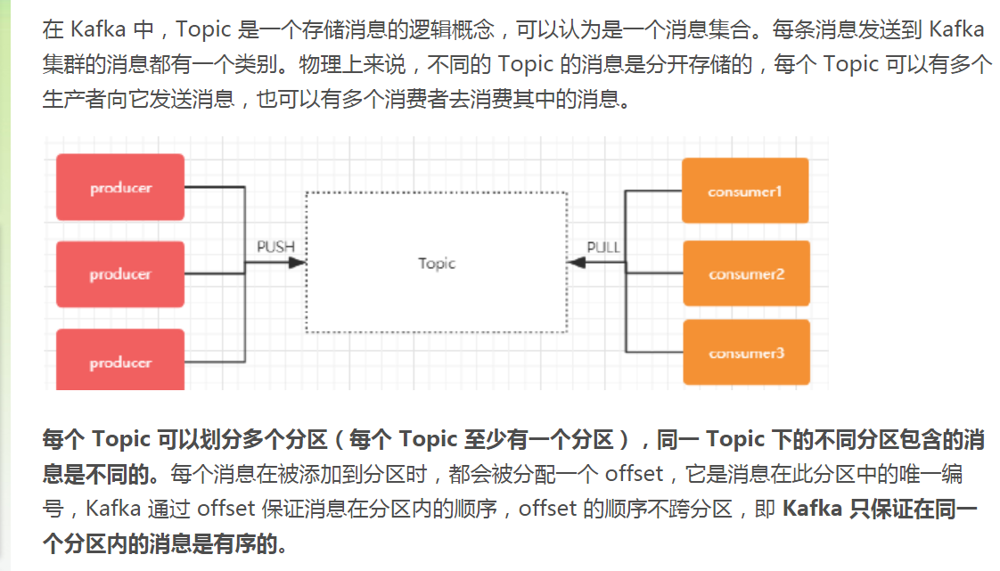 在 Kafka 中，Topic 是一个存储消息的逻辑概念，可以认为是一个消息集合。每条消息发送到 Kafka
集群的消息都有一个类别。物理上来说，不同的 Topic 的消息是分开存储的，每个 Topic 可以有多个
生产者向它发送消息，也可以有多个消费者去消费其中的消息。
producer
consumer1
PUSH
Topic
PULL
producer
consumer2
producer
consumer3
每个 Topic 可以划分多个分区（每个 Topic 至少有一个分区），同一 Topic 下的不同分区包含的消
息是不同的。每个消息在被添加到分区时，都会被分配一个 offset，它是消息在此分区中的唯一编
号，Kafka 通过 offset 保证消息在分区内的顺序，offset 的顺序不跨分区，即 Kafka 只保证在同一
个分区内的消息是有序的。